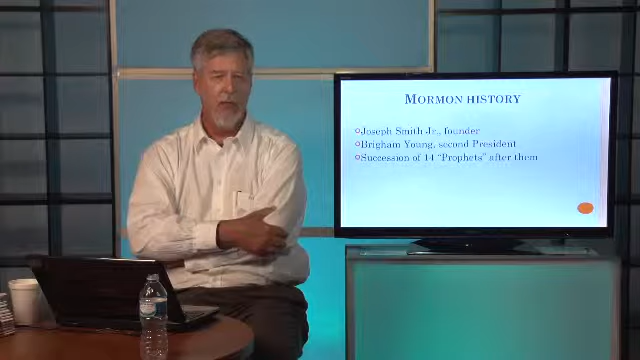 MORMON HISTORY
Joseph Smith Jr., founder
Brigham Young, second President
Succession of 14 "Prophets" after them